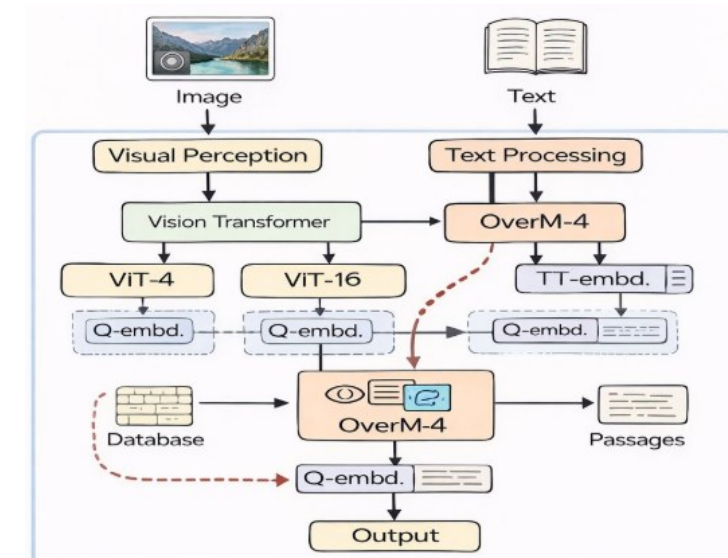 Image
Text
Visual Perception
Text Processing
Vision Transformer
OverM-4
ViT-4
ViT-16
TT-embd.
Q-embd.
Q-embd.
Q-embd.
Database
OverM-4
Passages
Q-embd.
Output